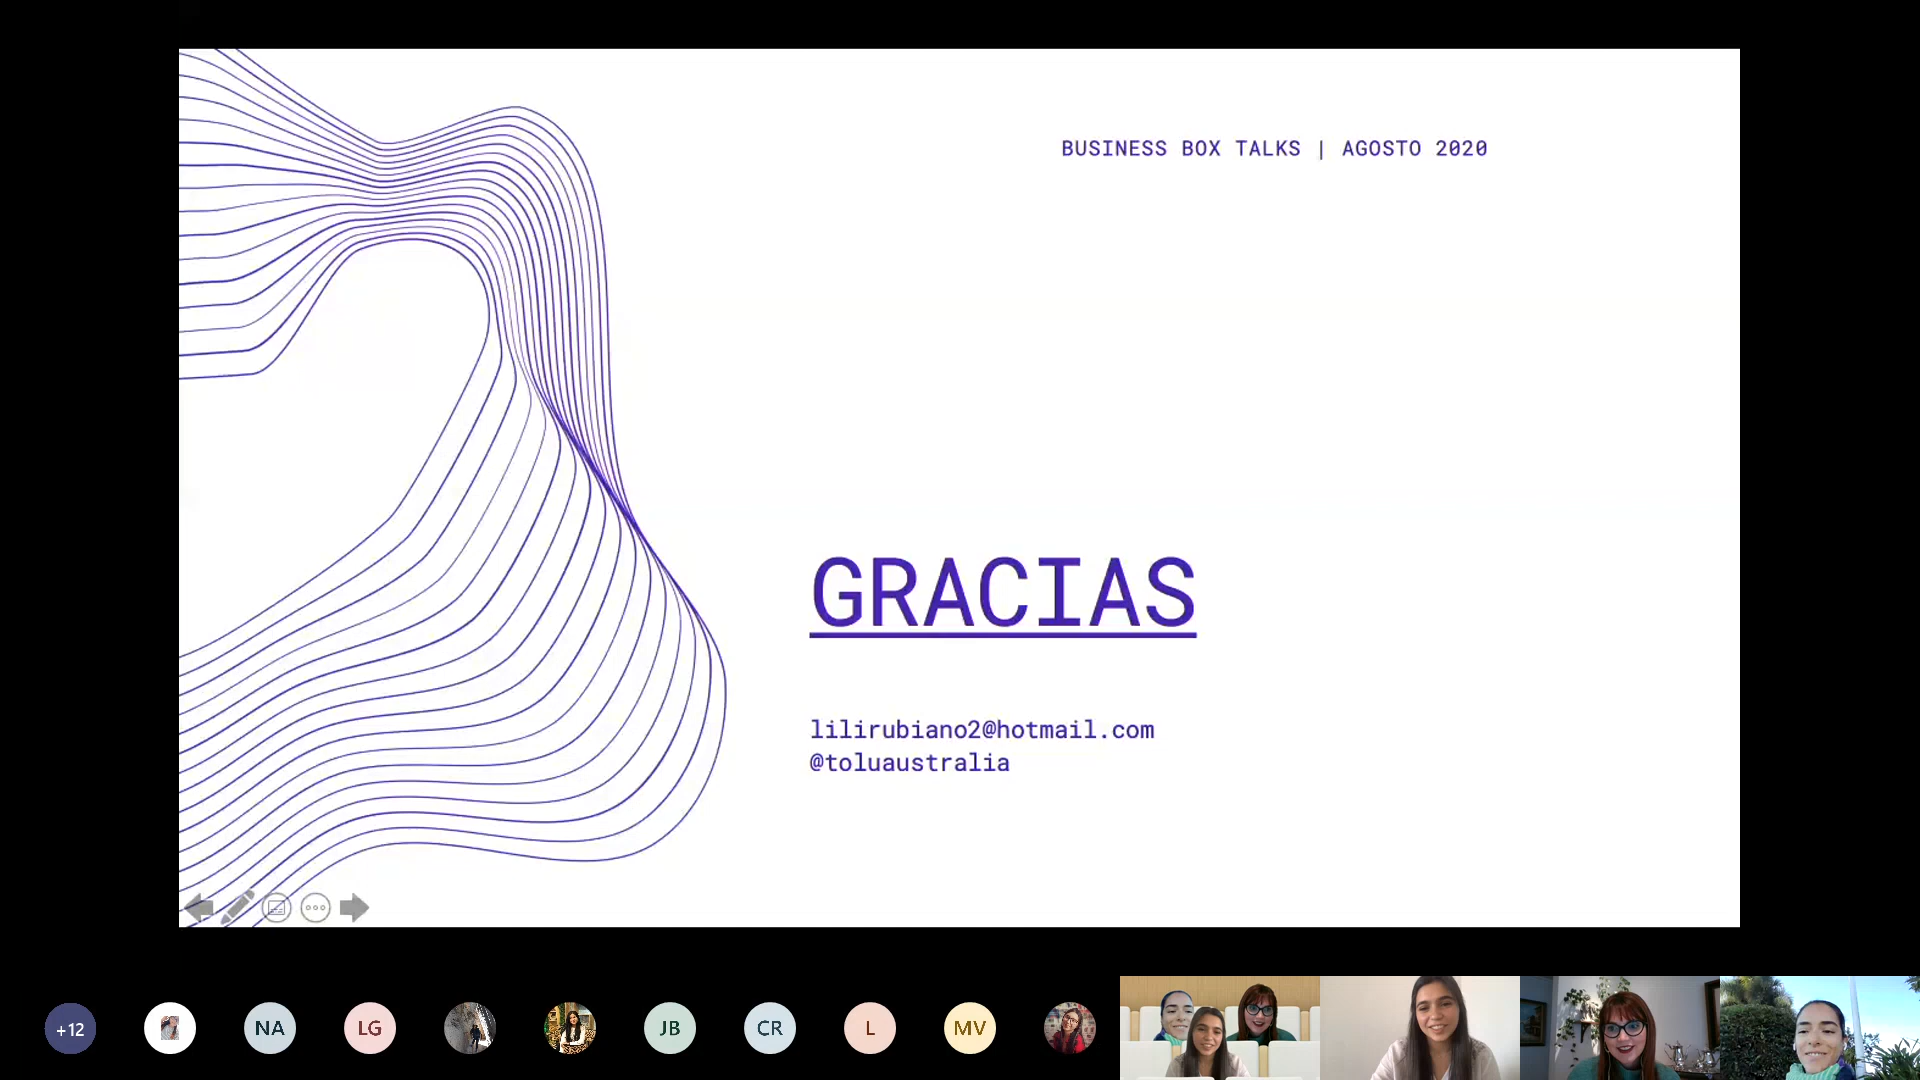 BUSINESS BOX TALKS | AGOSTO 2020
GRACIAS
lilirubiano2@hotmail.com
@toluaustralia
+12
NA
LG
JB
CR
L
MV